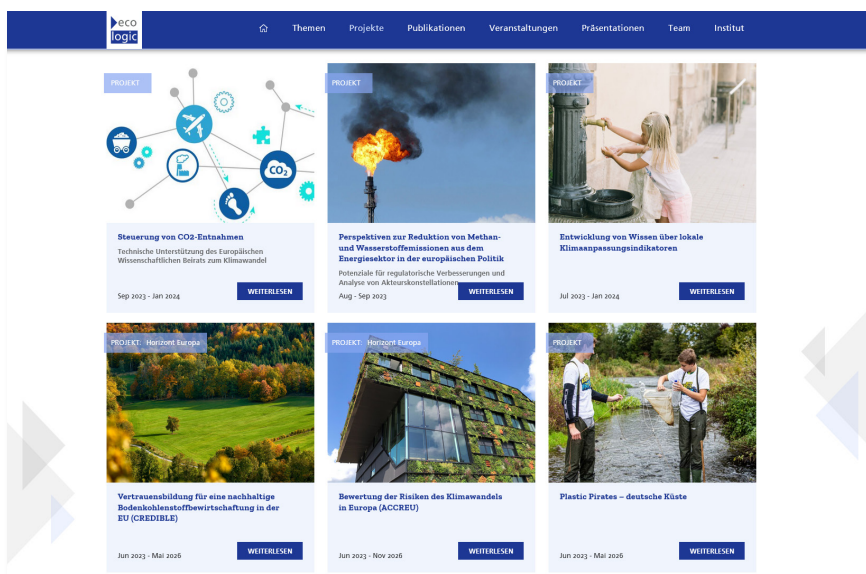 eco
logic
Themen Projekte Publikationen Veranstaltungen Präsentationen Team Institut
PROJEKT
CO2
Steuerung von CO2-Entnahmen
Technische Unterstützung des Europäischen
Wissenschaftlichen Beirats zum Klimawandel
Sep 2023 - Jan 2024
WEITERLESEN
PROJEKT
Perspektiven zur Reduktion von Methan-
und Wasserstoffemissionen aus dem
Energiesektor in der europäischen Politik
Potenziale für regulatorische Verbesserungen und
Analyse von Akteurskonstellationen
Aug - Sep 2023
WEITERLESEN
PROJEKT
Entwicklung von Wissen über lokale
Klimaanpassungsindikatoren
Jul 2023 - Jan 2024
WEITERLESEN
PROJEKT: Horizont Europa
Vertrauensbildung für eine nachhaltige
Bodenkohlenstoffbewirtschaftung in der
EU (CREDIBLE)
Jun 2023 - Mai 2026
WEITERLESEN
PROJEKT: Horizont Europa
Bewertung der Risiken des Klimawandels
in Europa (ACCREU)
Jun 2023 - Nov 2026
WEITERLESEN
PROJEKT
Plastic Pirates – deutsche Küste
Jun 2023 - Mai 2026
WEITERLESEN